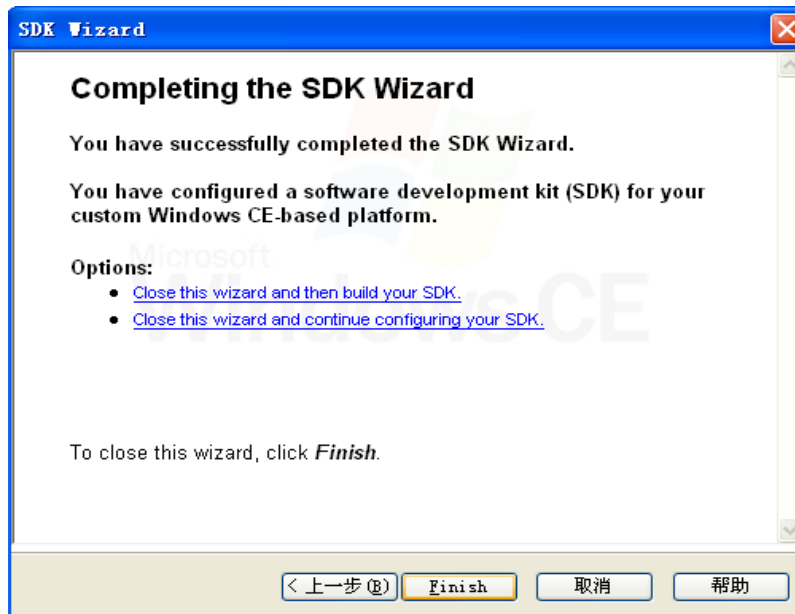 SDK Wizard
Completing the SDK Wizard
You have successfully completed the SDK Wizard.
You have configured a software development kit (SDK) for your
custom Windows CE-based platform.
Microsoft
Windows CE
Options:
Close this wizard and then build your SDK.
Close this wizard and continue configuring your SDK.
To close this wizard, click Finish.
< 上一步(B)
Finish
取消
帮助